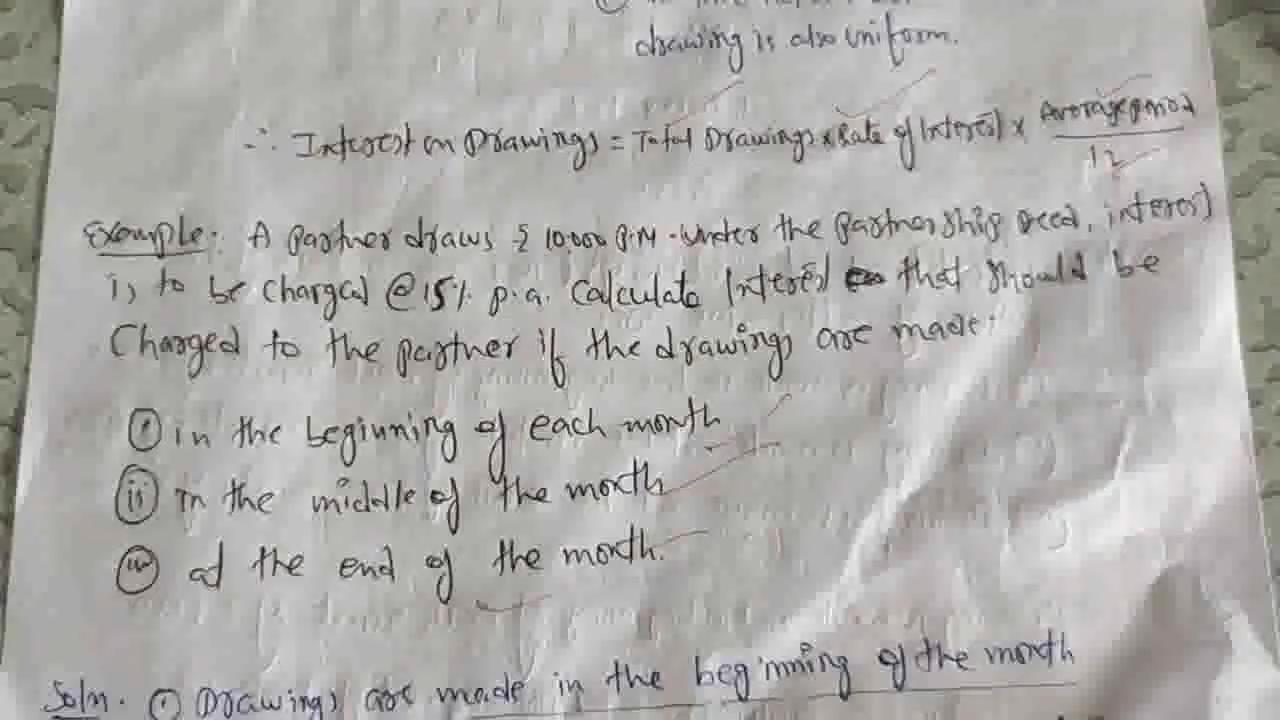 drawing is also uniform.
∴ Interest on Drawings = Total Drawings x Rate of Interest x Average period
12
Example:- A partner draws ₹ 10,000 P.M. Under the partnership Deed, interest
is to be charged @ 15% p.a. Calculate Interest that should be
Charged to the partner if the drawings are made:
(i) in the beginning of each month
(ii) in the middle of the month
(iii) at the end of the month.
Soln. (i) Drawings are made in the beginning of the month